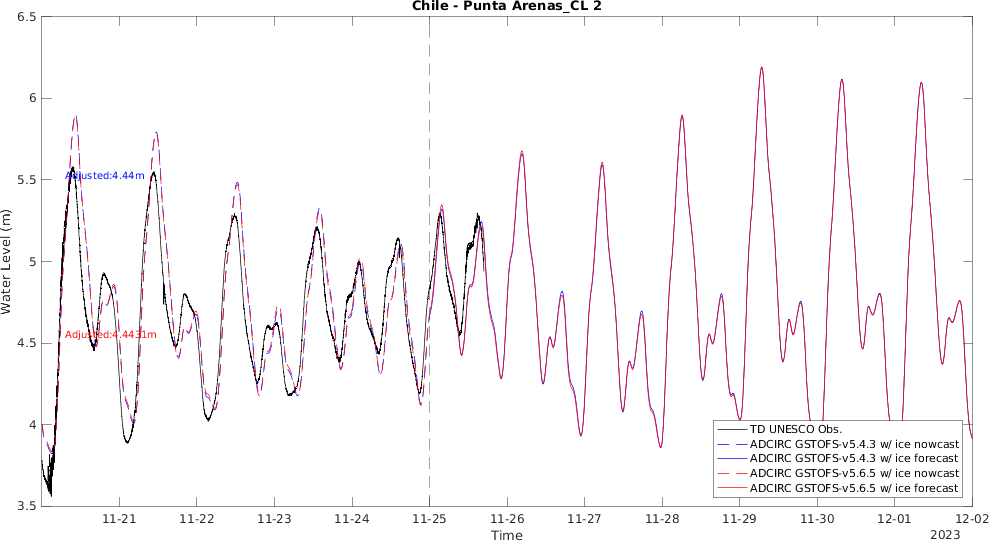 Chile - Punta Arenas_CL 2
6.5
6
5.5
5
4.5
4
3.5
Water Level (m)
Adjusted:4.44m
Adjusted:4.4431m
TD UNESCO Obs.
ADCIRC GSTOFS-v5.4.3 w/ ice nowcast
ADCIRC GSTOFS-v5.4.3 w/ ice forecast
ADCIRC GSTOFS-v5.6.5 w/ ice nowcast
ADCIRC GSTOFS-v5.6.5 w/ ice forecast
11-21 11-22 11-23 11-24 11-25 11-26 11-27 11-28 11-29 11-30 12-01 12-02
Time
2023